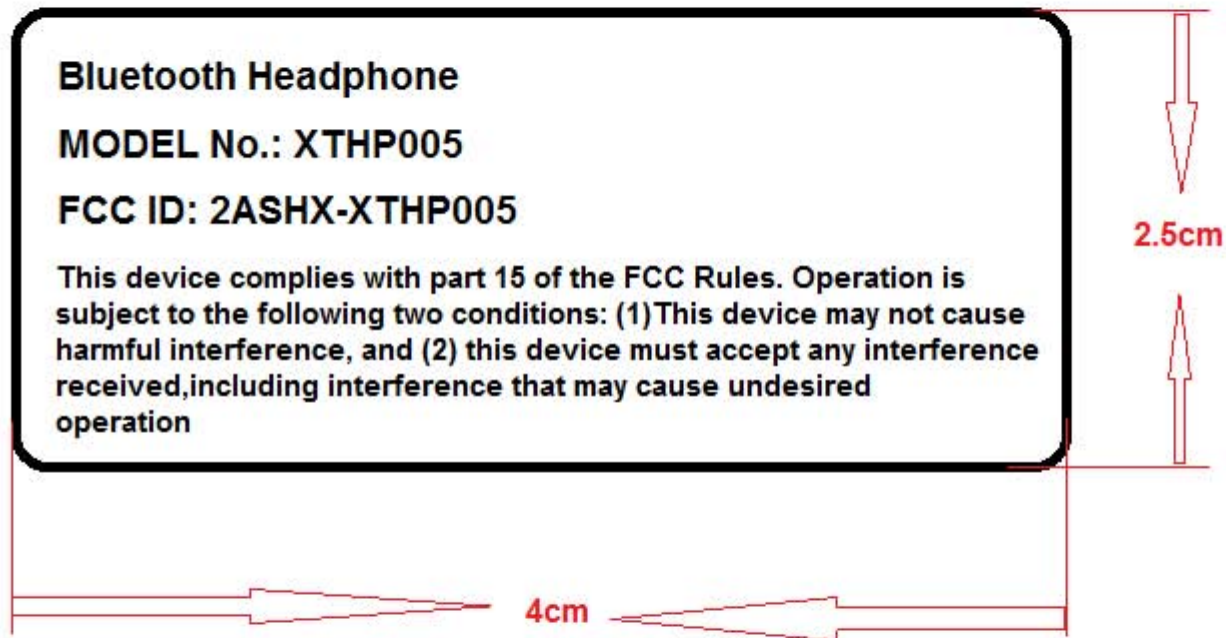 Bluetooth Headphone
MODEL No.: XTHP005
FCC ID: 2ASHX-XTHP005
This device complies with part 15 of the FCC Rules. Operation is
subject to the following two conditions: (1)This device may not cause
harmful interference, and (2) this device must accept any interference
received,including interference that may cause undesired
operation
2.5cm
4cm